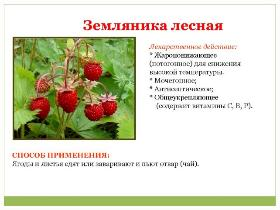 Земляника лесная
Лекарственное действие:
* Жаропонижающее
(потогонное) для снижения
высокой температуры.
* Мочегонное;
* Антисептическое;
* Общеукрепляющее
(содержит витамины С, В, Р).
СПОСОБ ПРИМЕНЕНИЯ:
Ягоды и листья едят или заваривают и пьют отвар (чай).